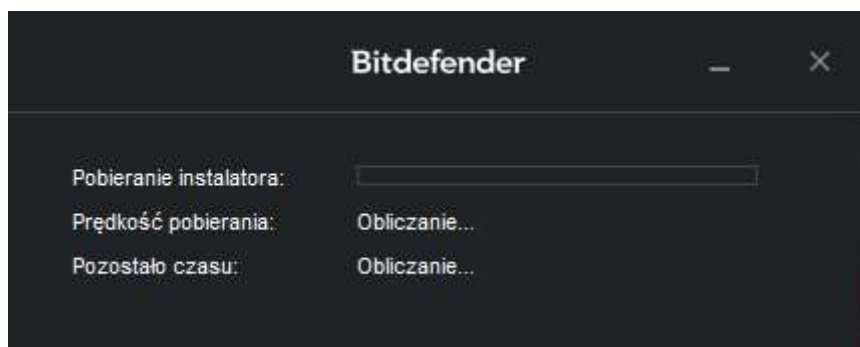 Bitdefender
Pobieranie instalatora:
Prędkość pobierania: Obliczanie...
Pozostało czasu: Obliczanie...